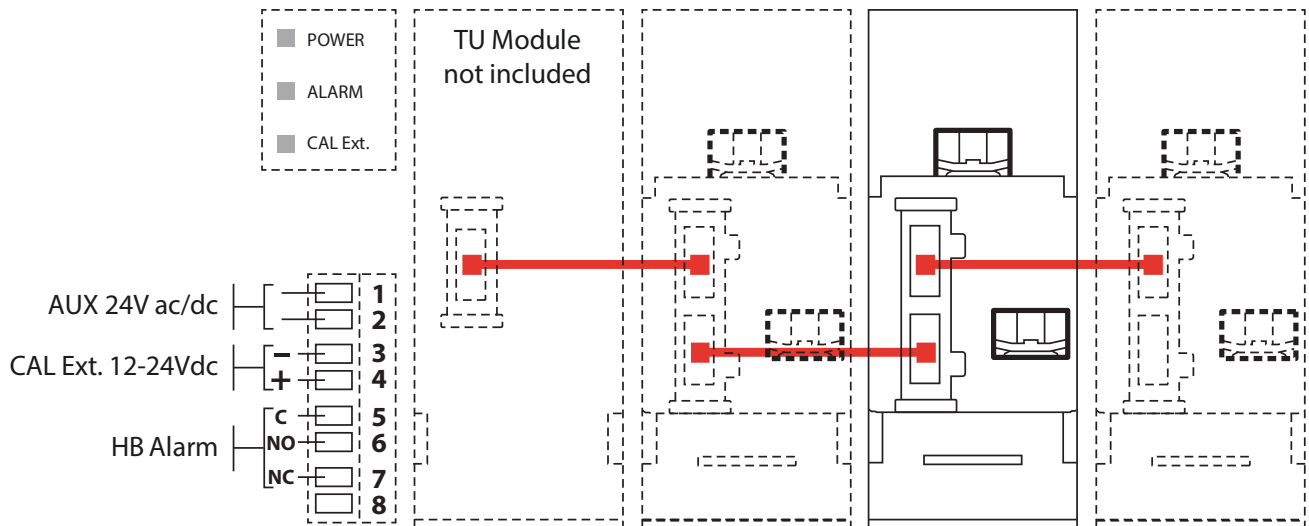 POWER
ALARM
CAL Ext.
TU Module
not included
AUX 24V ac/dc
1
2
CAL Ext. 12-24Vdc
– 3
+ 4
HB Alarm
C 5
NO 6
NC 7
8